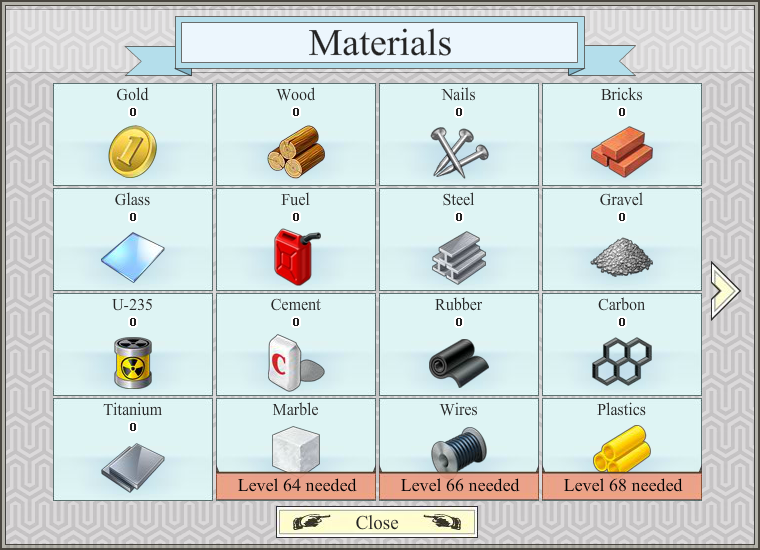 Materials
Gold
0
Wood
0
Nails
0
Bricks
0
Glass
0
Fuel
0
Steel
0
Gravel
0
U-235
0
Cement
0
C
Rubber
0
Carbon
0
Titanium
0
Marble
Level 64 needed
Wires
Level 66 needed
Plastics
Level 68 needed
Close